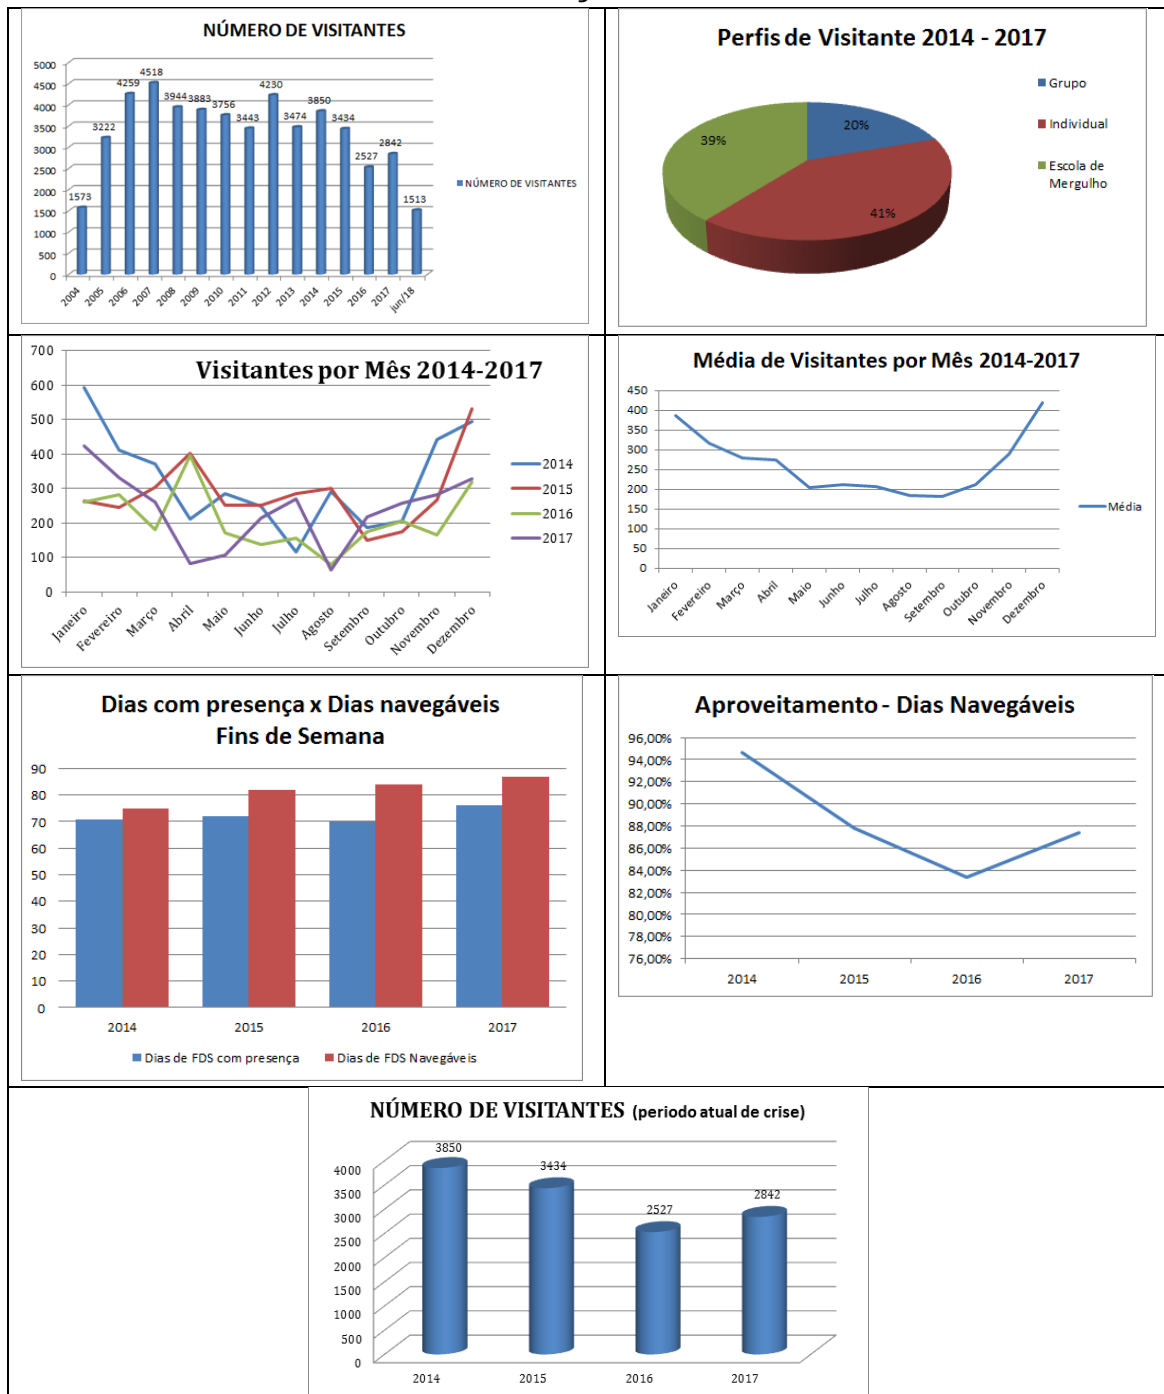 NÚMERO DE VISITANTES
5000
4500
4000
3500
3000
2500
2000
1500
1000
500
0
1573
3222
4259
4518
3944
3883
3756
3443
4230
3474
3850
3434
2527
2842
1513
2004
2005
2006
2007
2008
2009
2010
2011
2012
2013
2014
2015
2016
2017
jun/18
NÚMERO DE VISITANTES
Perfis de Visitante 2014 - 2017
20%
41%
39%
Grupo
Individual
Escola de
Mergulho
Visitantes por Mês 2014-2017
700
600
500
400
300
200
100
0
Janeiro
Fevereiro
Março
Abril
Maio
Junho
Julho
Agosto
Setembro
Outubro
Novembro
Dezembro
2014
2015
2016
2017
Média de Visitantes por Mês 2014-2017
450
400
350
300
250
200
150
100
50
0
Janeiro
Fevereiro
Março
Abril
Maio
Junho
Julho
Agosto
Setembro
Outubro
Novembro
Dezembro
Média
Dias com presença x Dias navegáveis
Fins de Semana
90
80
70
60
50
40
30
20
10
0
2014
2015
2016
2017
Dias de FDS com presença
Dias de FDS Navegáveis
Aproveitamento - Dias Navegáveis
96,00%
94,00%
92,00%
90,00%
88,00%
86,00%
84,00%
82,00%
80,00%
78,00%
76,00%
2014
2015
2016
2017
NÚMERO DE VISITANTES (periodo atual de crise)
4000
3500
3000
2500
2000
1500
1000
500
0
3850
3434
2527
2842
2014
2015
2016
2017